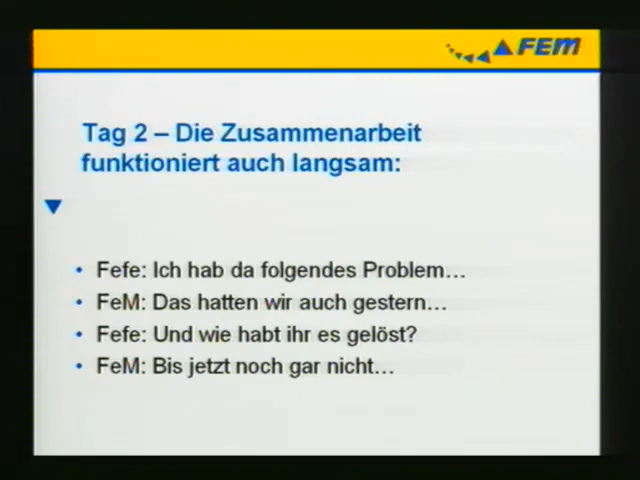 FEM
Tag 2 – Die Zusammenarbeit
funktioniert auch langsam:
Fefe: Ich hab da folgendes Problem…
FeM: Das hatten wir auch gestern…
Fefe: Und wie habt ihr es gelöst?
FeM: Bis jetzt noch gar nicht…